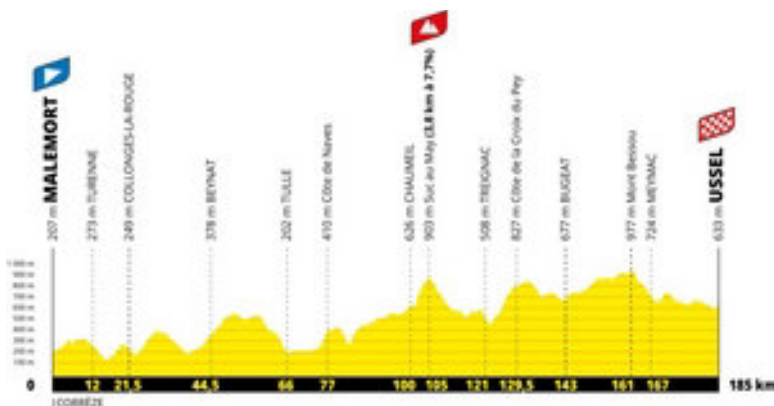 207 m MALEMORT
273 m TURENNE
249 m COLLONGES-LA-ROUGE
378 m BEYNAT
202 m TULLE
410 m Côte de Naves
626 m CHAUMEIL
903 m Suc au May (3,8 km à 7,7%)
508 m TREIGNAC
827 m Côte de la Croix du Pey
677 m BUGEAT
977 m Mont Bessou
724 m MEYMAC
633 m USSEL
1 000 m
900 m
800 m
700 m
600 m
500 m
400 m
300 m
200 m
100 m
0 12 21,5 44,5 66 77 100 105 121 129,5 143 161 167 185 km
CORRÈZE